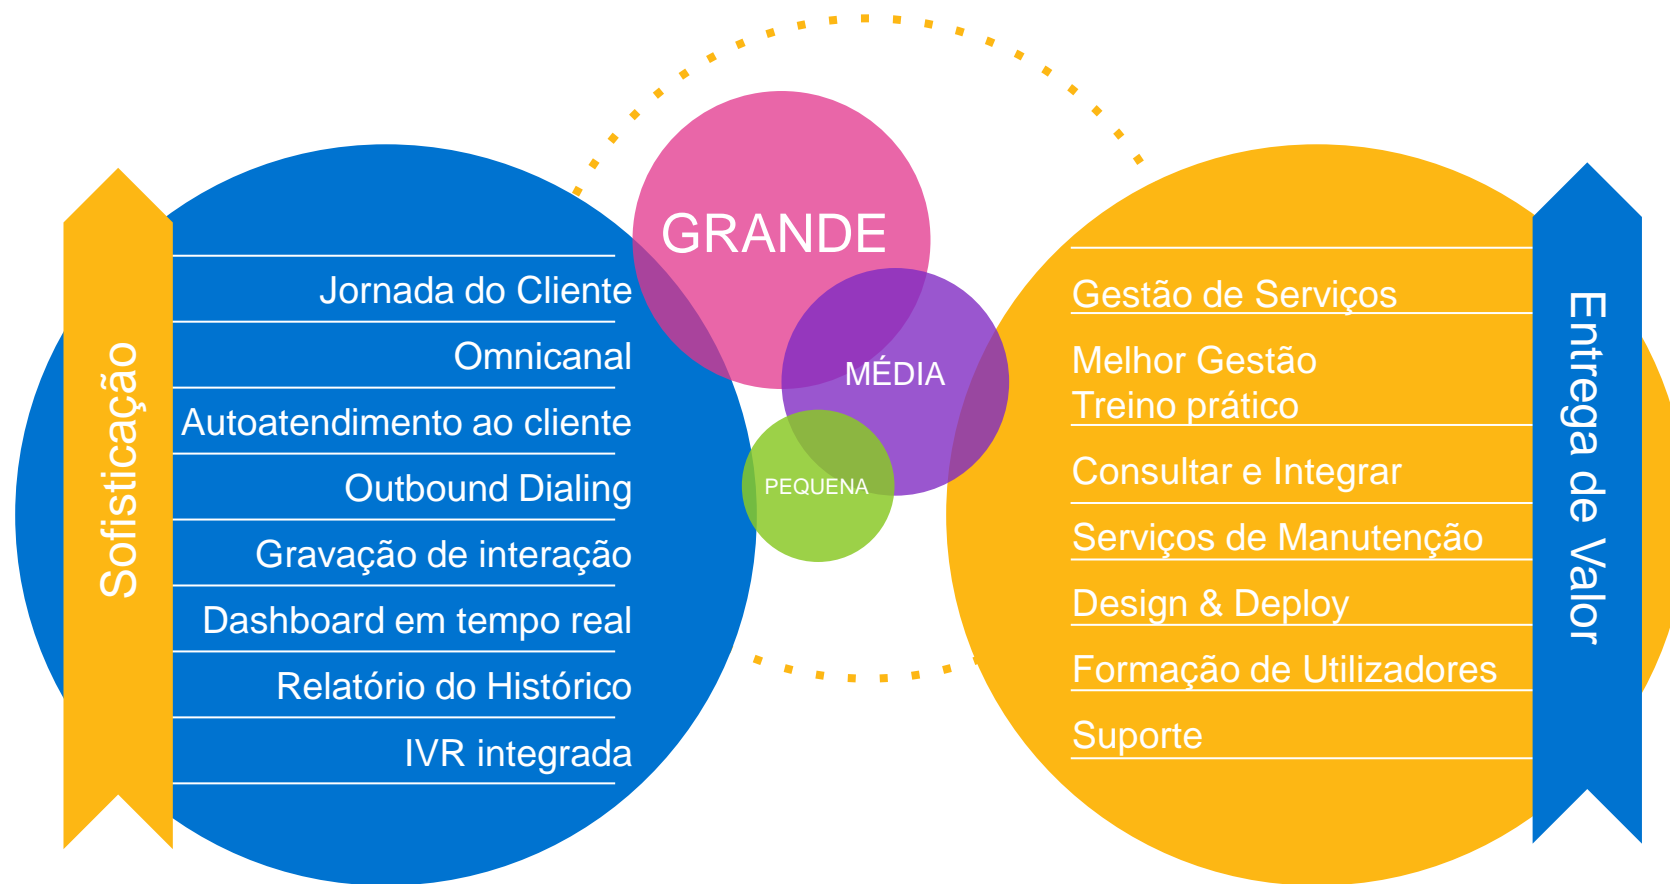 Sofisticação
Jornada do Cliente
Omnicanal
Autoatendimento ao cliente
Outbound Dialing
Gravação de interação
Dashboard em tempo real
Relatório do Histórico
IVR integrada
GRANDE
MÉDIA
PEQUENA
Gestão de Serviços
Melhor Gestão
Treino prático
Consultar e Integrar
Serviços de Manutenção
Design & Deploy
Formação de Utilizadores
Suporte
Entrega de Valor